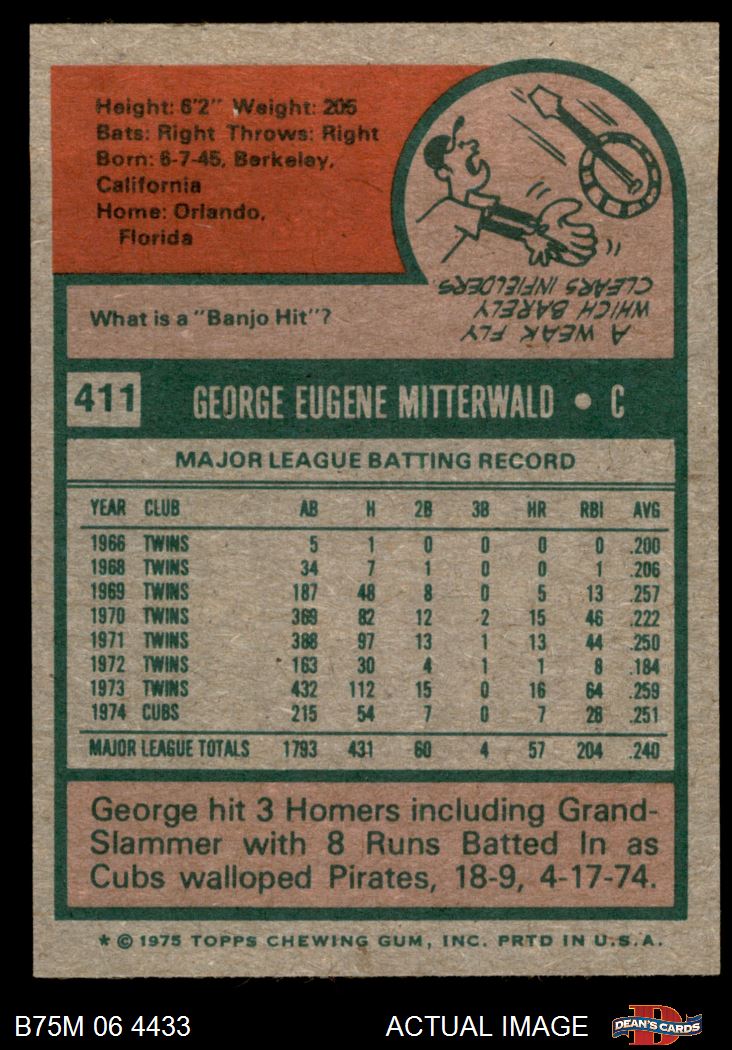 Height: 6'2" Weight: 205
Bats: Right Throws: Right
Born: 6-7-45, Berkeley,
California
Home: Orlando,
Florida
What is a "Banjo Hit"?
A WEAK FLY
WHICH BARELY
CLEARS INFIELDERS
411 GEORGE EUGENE MITTERWALD • C
MAJOR LEAGUE BATTING RECORD
YEAR CLUB AB H 2B 3B HR RBI AVG
1966 TWINS 5 1 0 0 0 0 .200
1968 TWINS 34 7 1 0 0 1 .206
1969 TWINS 187 48 8 0 5 13 .257
1970 TWINS 369 82 12 2 15 46 .222
1971 TWINS 388 97 13 1 13 44 .250
1972 TWINS 163 30 4 1 1 8 .184
1973 TWINS 432 112 15 0 16 64 .259
1974 CUBS 215 54 7 0 7 28 .251
MAJOR LEAGUE TOTALS 1793 431 60 4 57 204 .240
George hit 3 Homers including Grand-
Slammer with 8 Runs Batted In as
Cubs walloped Pirates, 18-9, 4-17-74.
* © 1975 TOPPS CHEWING GUM, INC. PRTD IN U.S.A.
B75M 06 4433 ACTUAL IMAGE D DEAN'S CARDS